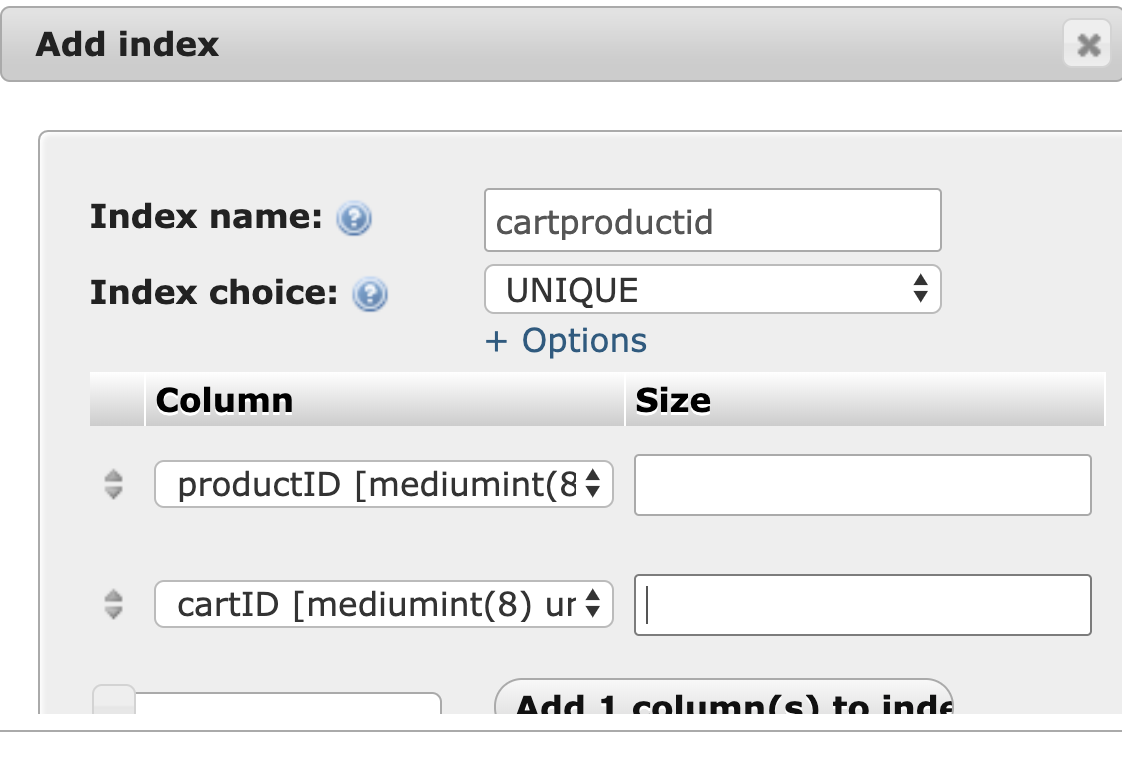 Add index
Index name:
cartproductid
Index choice:
UNIQUE
+ Options
Column Size
productID [mediumint(8
cartID [mediumint(8) ur
Add 1 column(s) to inde